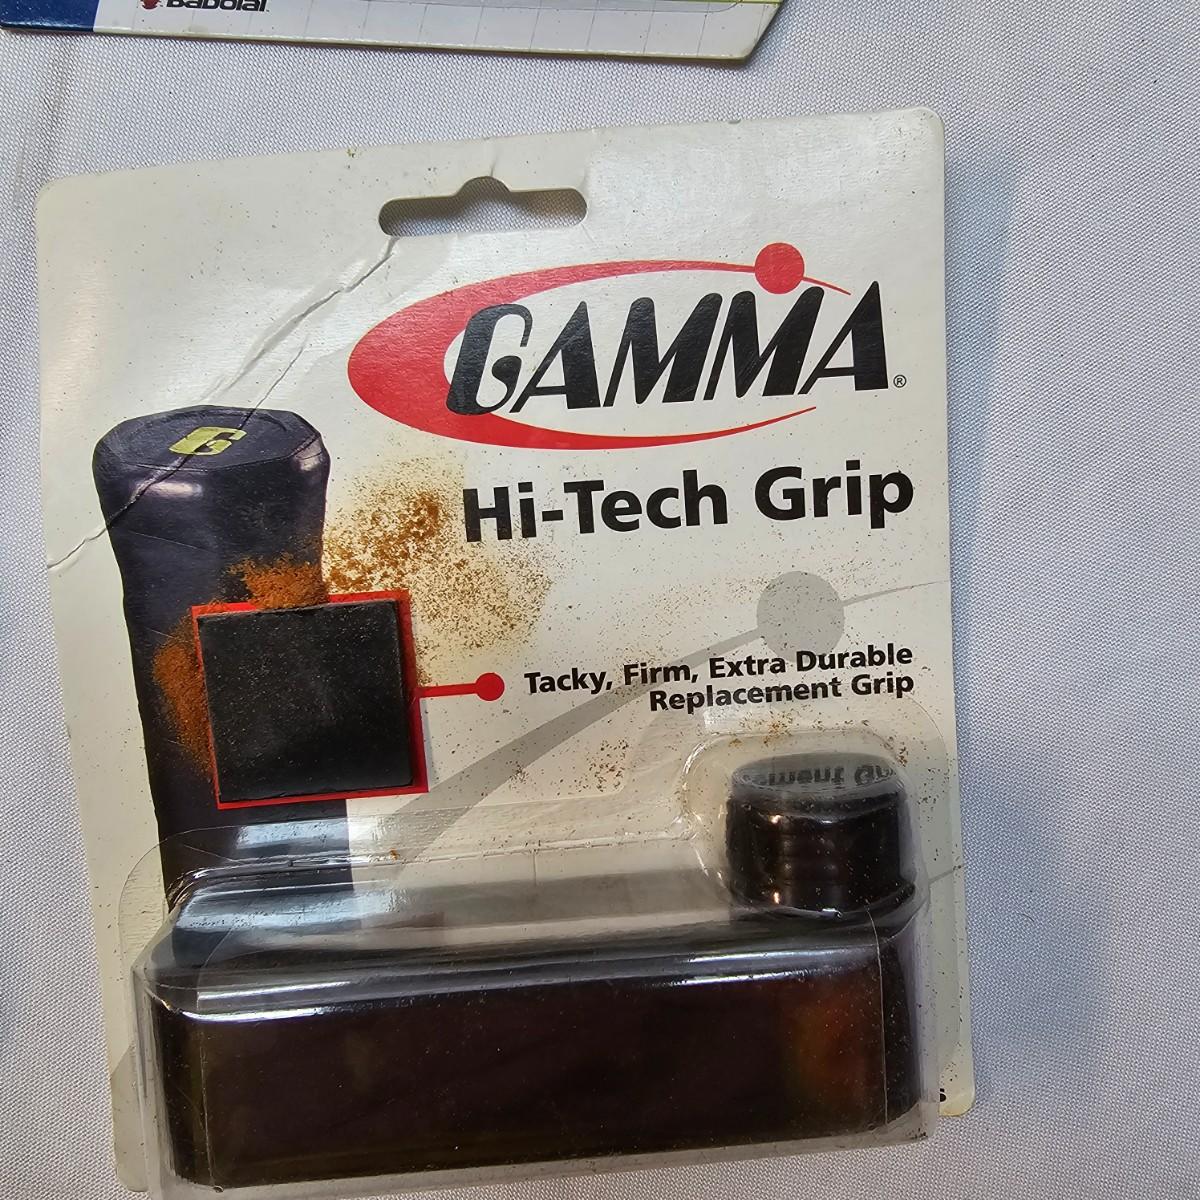 Babolat
GAMMA®
Hi-Tech Grip
G
Tacky, Firm, Extra Durable
Replacement Grip